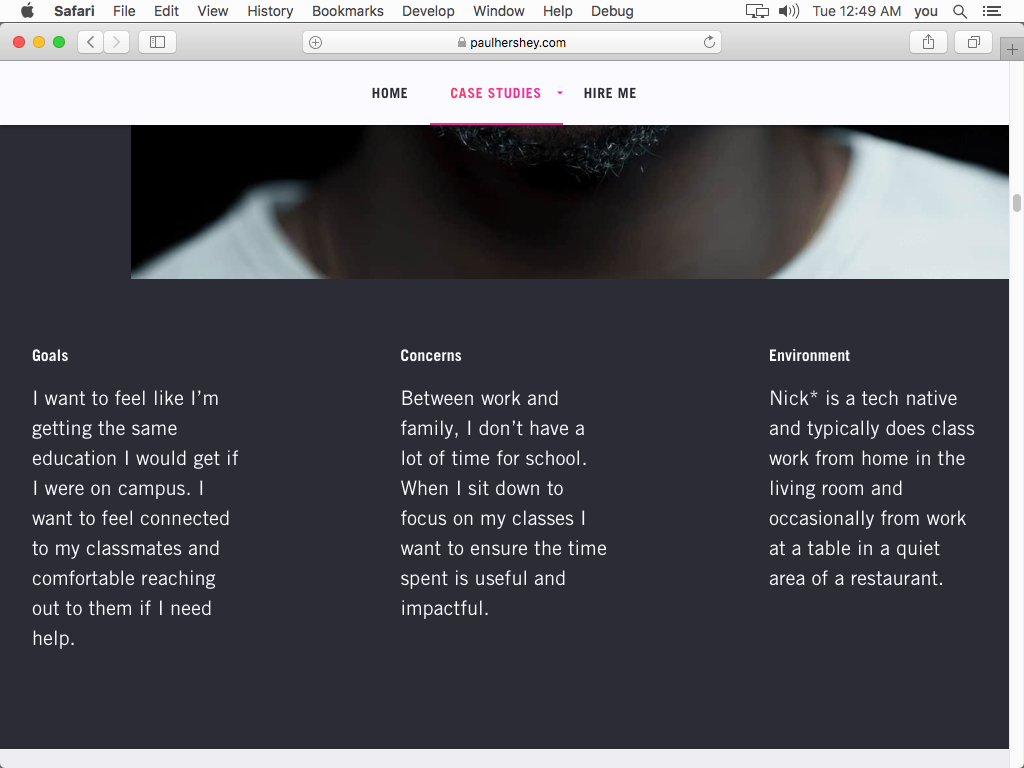 Safari File Edit View History Bookmarks Develop Window Help Debug Tue 12:49 AM you
paulhershey.com
HOME CASE STUDIES HIRE ME
Goals
I want to feel like I’m
getting the same
education I would get if
I were on campus. I
want to feel connected
to my classmates and
comfortable reaching
out to them if I need
help.
Concerns
Between work and
family, I don’t have a
lot of time for school.
When I sit down to
focus on my classes I
want to ensure the time
spent is useful and
impactful.
Environment
Nick* is a tech native
and typically does class
work from home in the
living room and
occasionally from work
at a table in a quiet
area of a restaurant.